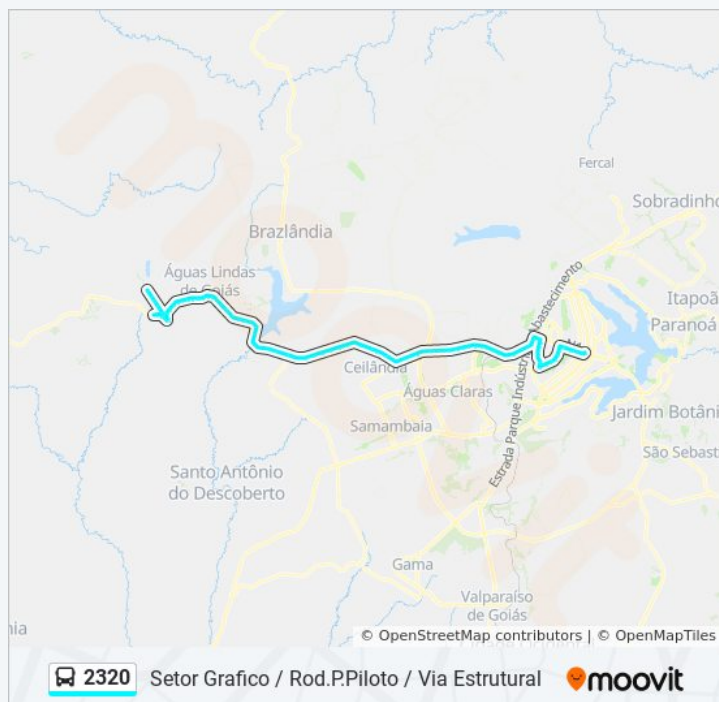 Fercal
Sobradinho
Brazlândia
Abastecimento
Águas Lindas
de Goiás
Itapoã
Paranoá
Estrada Parque Indústri
Ceilândia
Águas Claras
Samambaia
Jardim Botâni
São Sebast
Santo Antônio
do Descoberto
Gama
Valparaíso
de Goiás
© OpenStreetMap contributors | © OpenMapTiles
2320 Setor Grafico / Rod.P.Piloto / Via Estrutural moovit